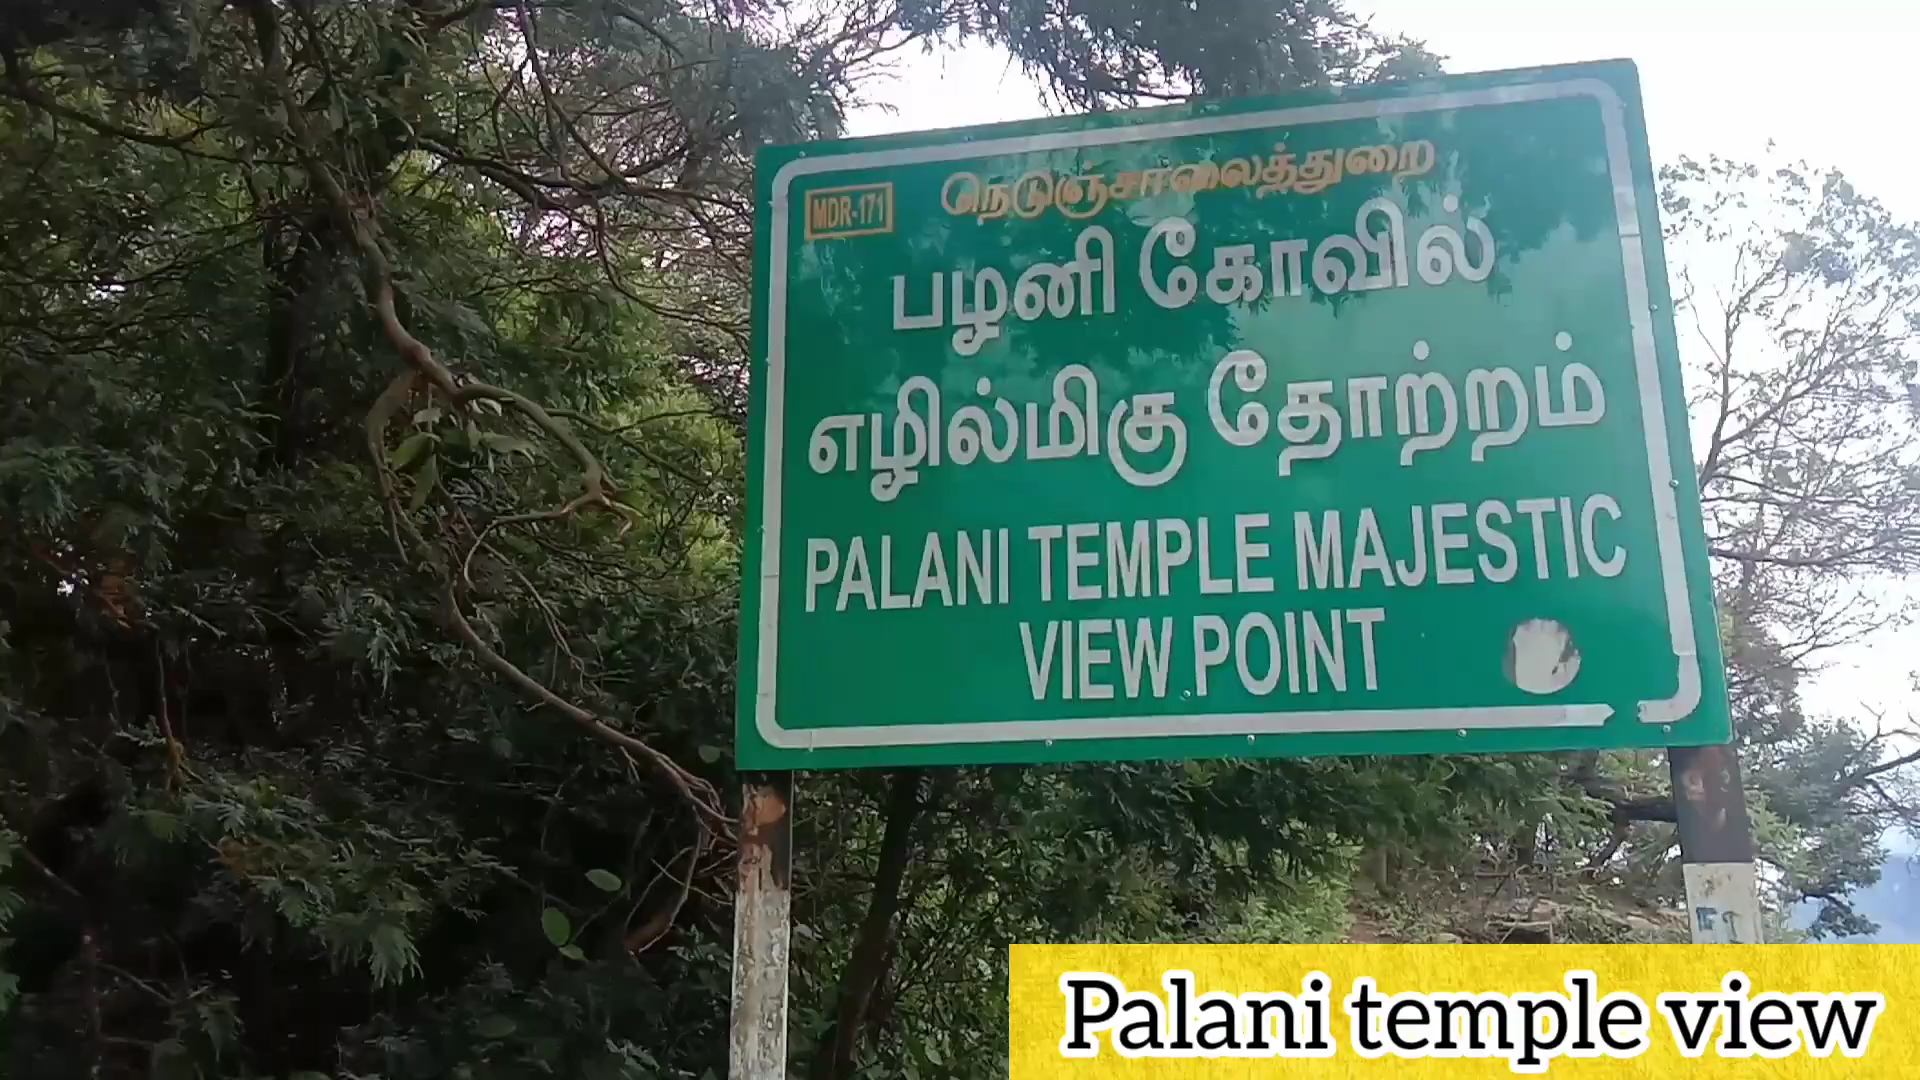 MDR-171
நெடுஞ்சாலைத்துறை
பழனி கோவில்
எழில்மிகு தோற்றம்
PALANI TEMPLE MAJESTIC
VIEW POINT
Palani temple view